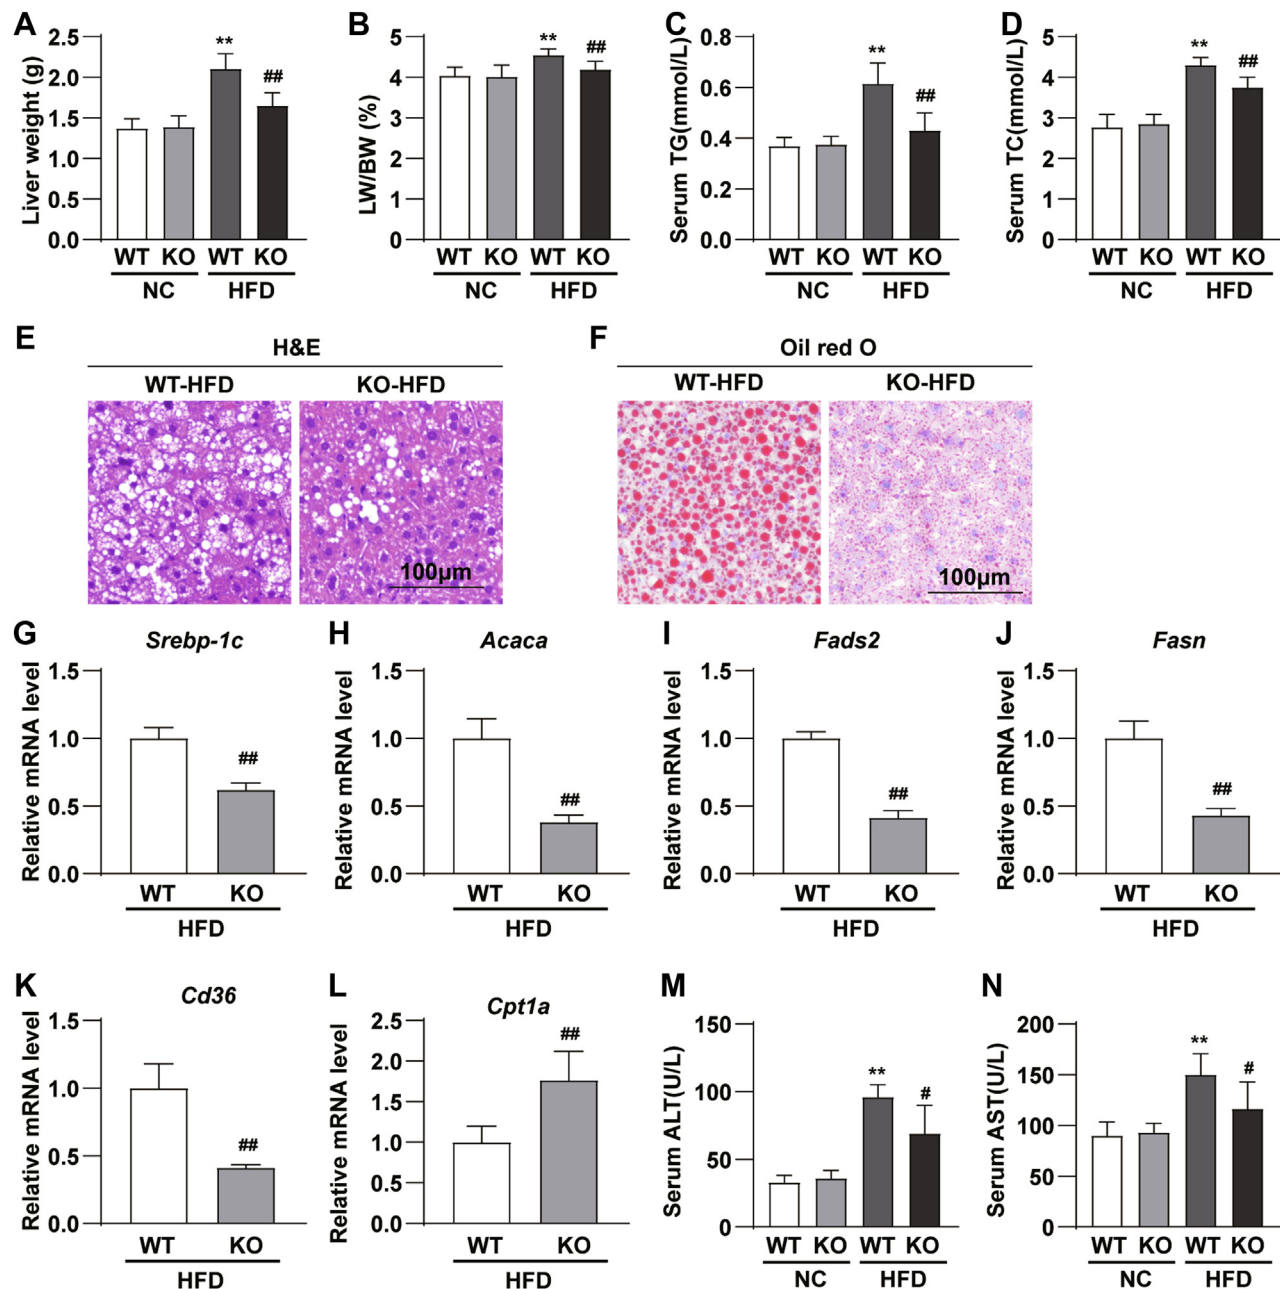 A
Liver weight (g)
2.5
2.0
1.5
1.0
0.5
0.0
**
##
WT KO WT KO
NC HFD
B
LW/BW (%)
5
4
3
2
1
0
**
##
WT KO WT KO
NC HFD
C
Serum TG(mmol/L)
0.8
0.6
0.4
0.2
0.0
**
##
WT KO WT KO
NC HFD
D
Serum TC(mmol/L)
5
4
3
2
1
0
**
##
WT KO WT KO
NC HFD
E
H&E
WT-HFD KO-HFD
100μm
F
Oil red O
WT-HFD KO-HFD
100μm
G
Srebp-1c
Relative mRNA level
1.5
1.0
0.5
0.0
##
WT KO
HFD
H
Acaca
Relative mRNA level
1.5
1.0
0.5
0.0
##
WT KO
HFD
I
Fads2
Relative mRNA level
1.5
1.0
0.5
0.0
##
WT KO
HFD
J
Fasn
Relative mRNA level
1.5
1.0
0.5
0.0
##
WT KO
HFD
K
Cd36
Relative mRNA level
1.5
1.0
0.5
0.0
##
WT KO
HFD
L
Cpt1a
Relative mRNA level
2.5
2.0
1.5
1.0
0.5
0.0
##
WT KO
HFD
M
Serum ALT(U/L)
150
100
50
0
**
#
WT KO WT KO
NC HFD
N
Serum AST(U/L)
200
150
100
50
0
**
#
WT KO WT KO
NC HFD